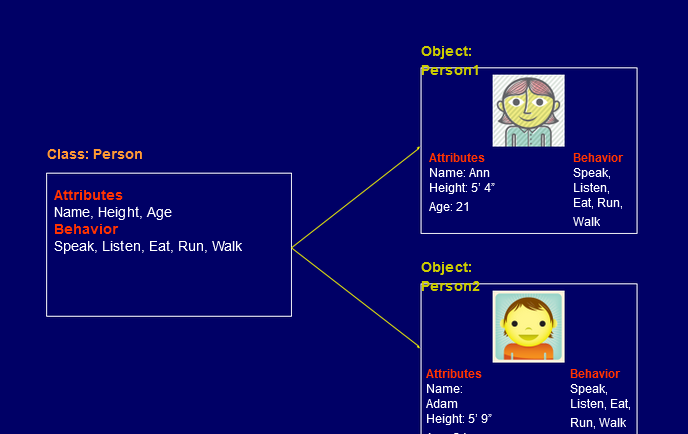 Class: Person
Attributes
Name, Height, Age
Behavior
Speak, Listen, Eat, Run, Walk
Object:
Person1
Attributes
Name: Ann
Height: 5’ 4”
Age: 21
Behavior
Speak,
Listen,
Eat, Run,
Walk
Object:
Person2
Attributes
Name:
Adam
Height: 5’ 9”
Behavior
Speak,
Listen, Eat,
Run, Walk